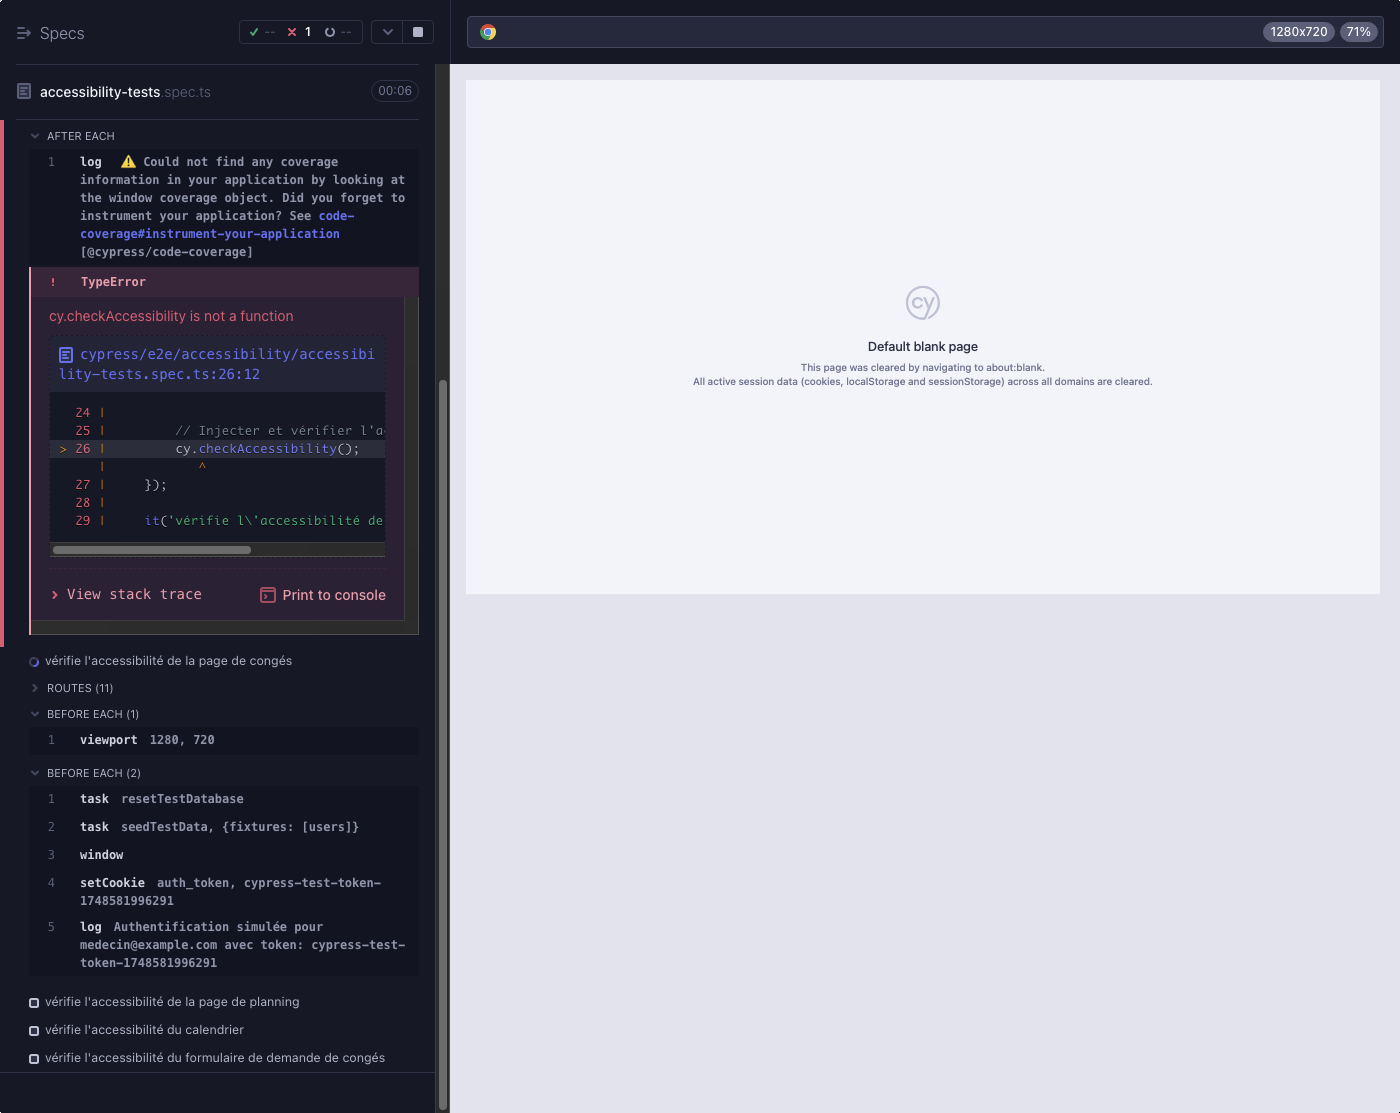 Specs
-- 1 --
1280x720 71%
accessibility-tests.spec.ts 00:06
AFTER EACH
1 log ⚠️ Could not find any coverage
information in your application by looking at
the window coverage object. Did you forget to
instrument your application? See code-
coverage#instrument-your-application
[@cypress/code-coverage]
! TypeError
cy.checkAccessibility is not a function
cypress/e2e/accessibility/accessibi
lity-tests.spec.ts:26:12
24 |
25 | // Injecter et vérifier l'a
> 26 | cy.checkAccessibility();
| ^
27 | });
28 |
29 | it('vérifie l\'accessibilité de
View stack trace Print to console
vérifie l'accessibilité de la page de congés
ROUTES (11)
BEFORE EACH (1)
1 viewport 1280, 720
BEFORE EACH (2)
1 task resetTestDatabase
2 task seedTestData, {fixtures: [users]}
3 window
4 setCookie auth_token, cypress-test-token-
1748581996291
5 log Authentification simulée pour
medecin@example.com avec token: cypress-test-
token-1748581996291
vérifie l'accessibilité de la page de planning
vérifie l'accessibilité du calendrier
vérifie l'accessibilité du formulaire de demande de congés
cy
Default blank page
This page was cleared by navigating to about:blank.
All active session data (cookies, localStorage and sessionStorage) across all domains are cleared.